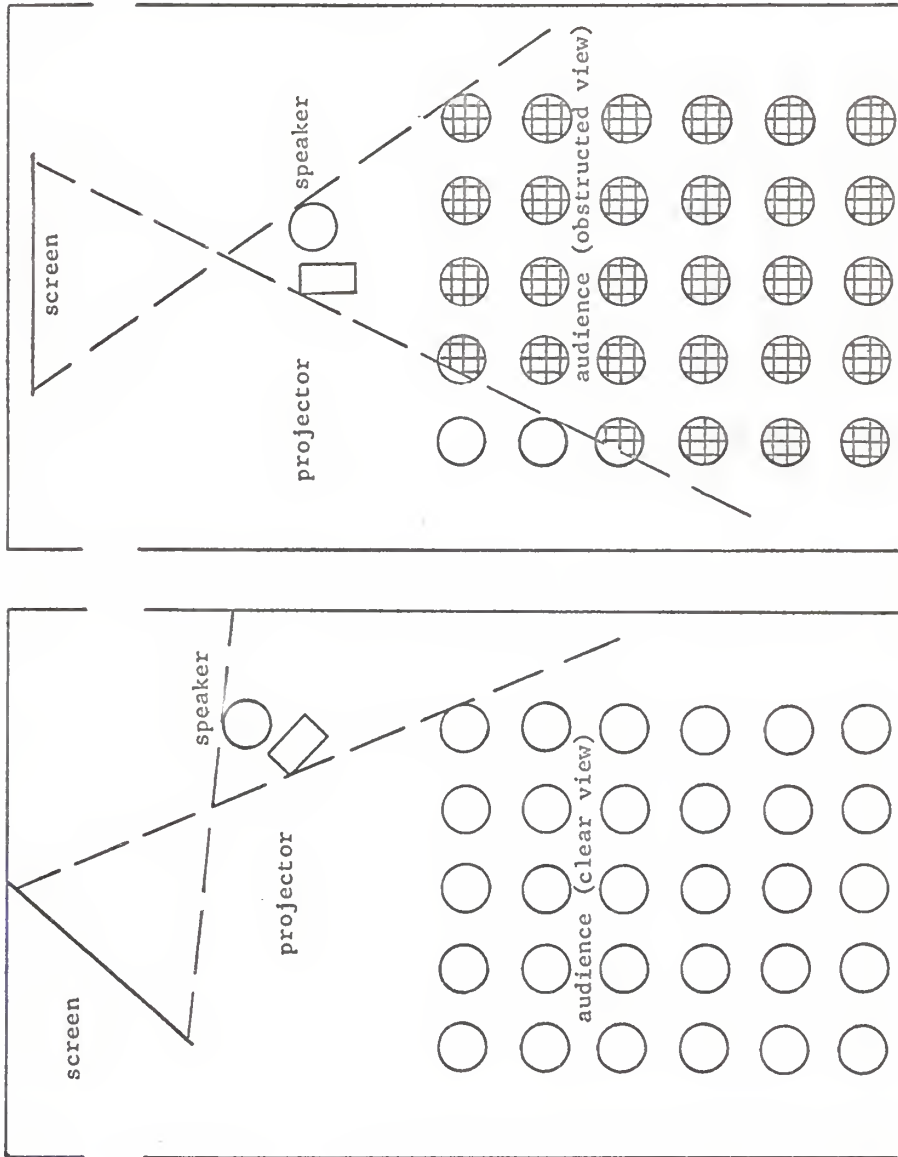 screen
speaker
projector
audience (obstructed view)
screen
speaker
projector
audience (clear view)